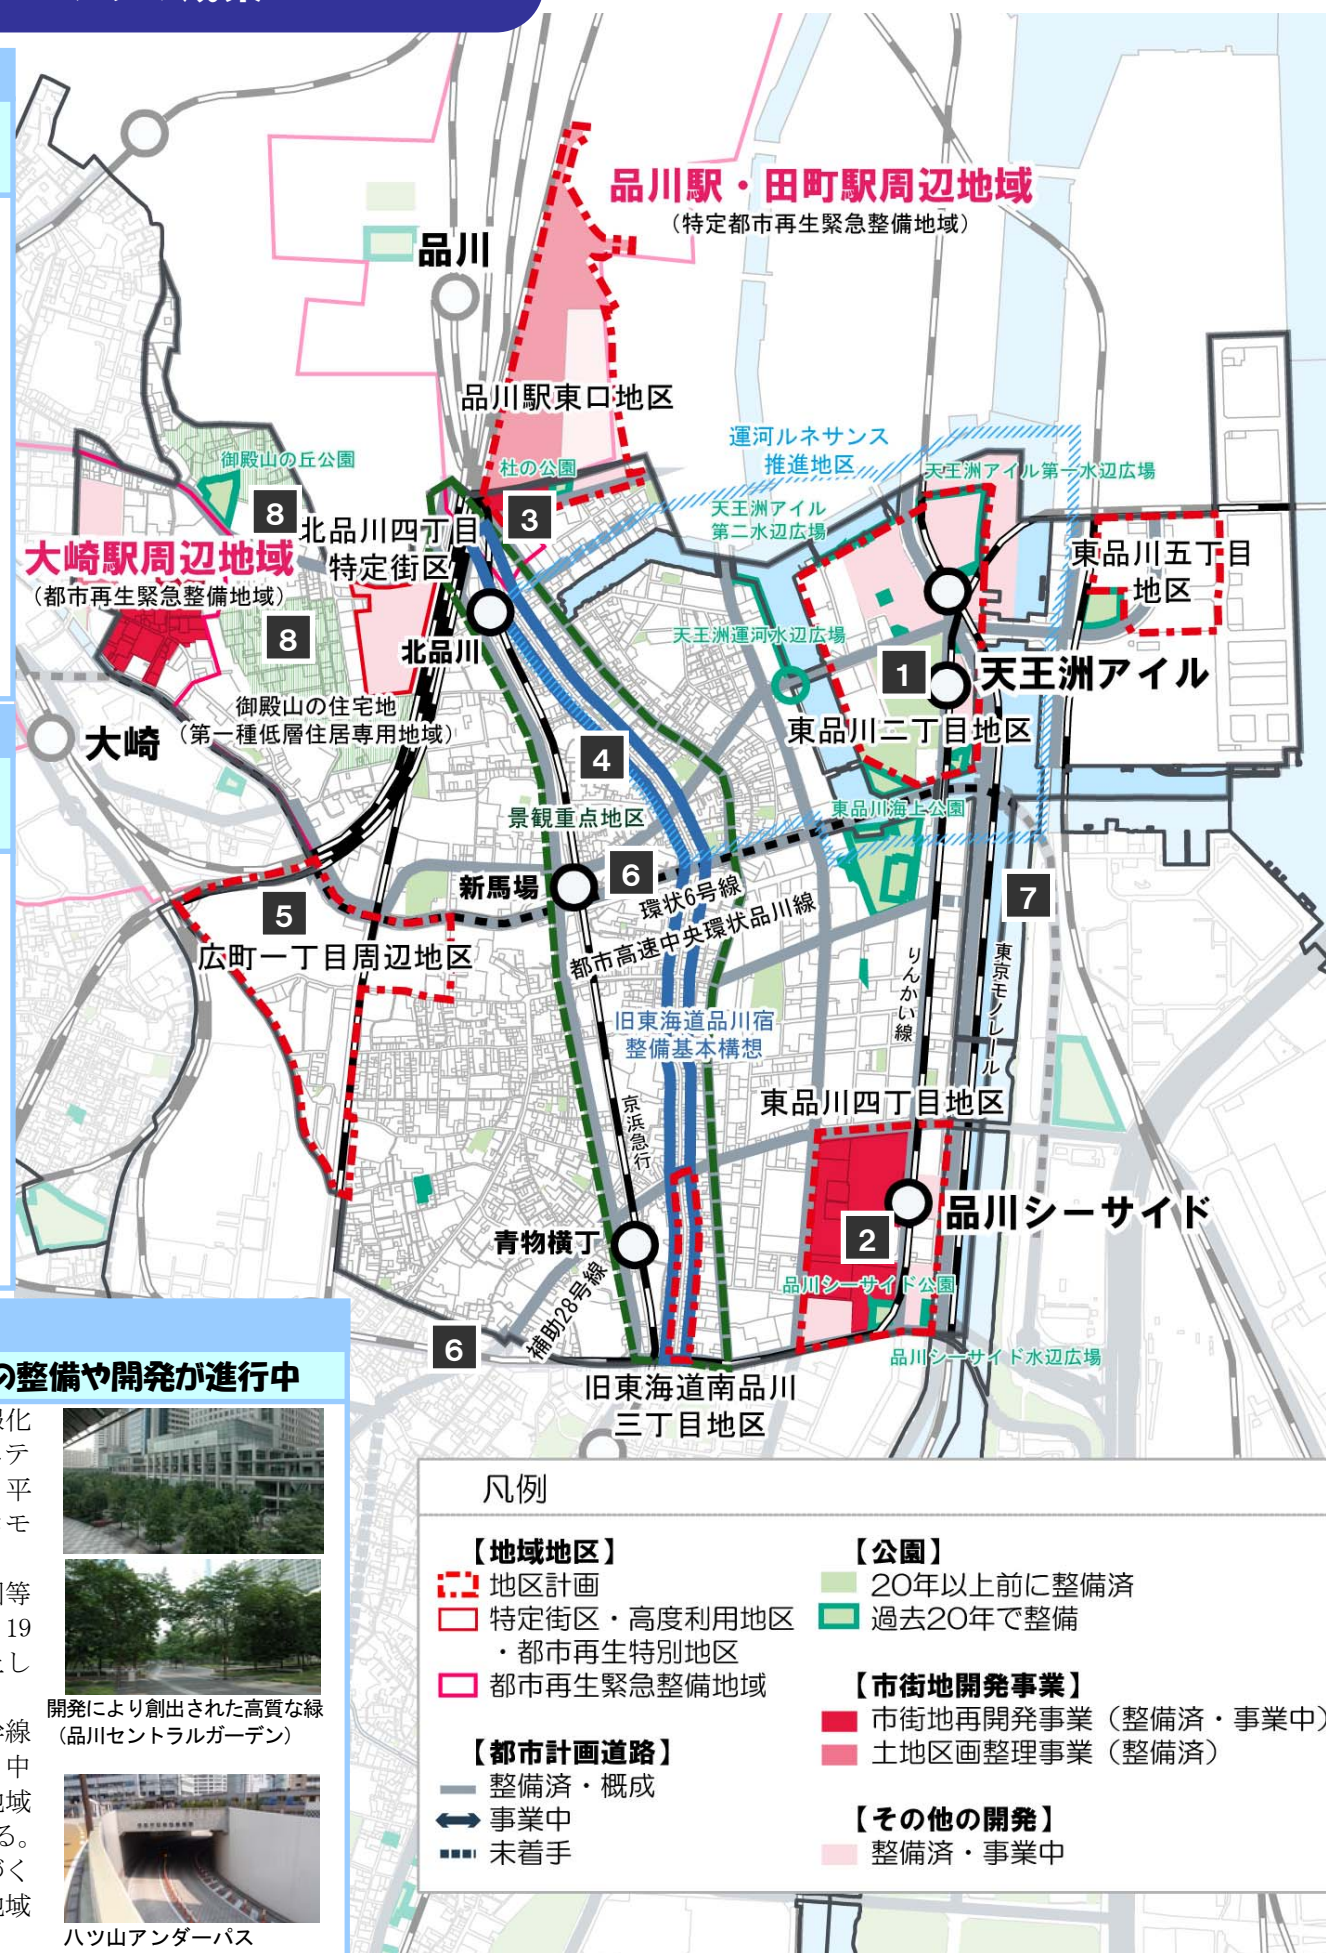 品川駅・田町駅周辺地域
（特定都市再生緊急整備地域）
品川
品川駅東口地区
運河ルネサンス
推進地区
御殿山の丘公園
杜の公園
天王洲アイル第一水辺広場
天王洲アイル
第二水辺広場
8
3
北品川四丁目
特定街区
大崎駅周辺地域
（都市再生緊急整備地域）
東品川五丁目
地区
8
北品川
天王洲運河水辺広場
1
天王洲アイル
御殿山の住宅地
（第一種低層住居専用地域）
大崎
東品川二丁目地区
4
景観重点地区
東品川海上公園
新馬場
6
環状6号線
都市高速中央環状品川線
7
5
広町一丁目周辺地区
りんかい線
東京モノレール
旧東海道品川宿
整備基本構想
京浜急行
東品川四丁目地区
品川シーサイド
2
青物横丁
品川シーサイド公園
補助28号線
6
品川シーサイド水辺広場
旧東海道南品川
三丁目地区
の整備や開発が進行中
報化
ステ
平
モ
園等
19
上し
開発により創出された高質な緑
（品川セントラルガーデン）
幹線
中
地域
る。
づく
地域
八ツ山アンダーパス
凡例
【地域地区】
地区計画
特定街区・高度利用地区
・都市再生特別地区
都市再生緊急整備地域
【都市計画道路】
整備済・概成
事業中
未着手
【公園】
20年以上前に整備済
過去20年で整備
【市街地開発事業】
市街地再開発事業（整備済・事業中）
土地区画整理事業（整備済）
【その他の開発】
整備済・事業中